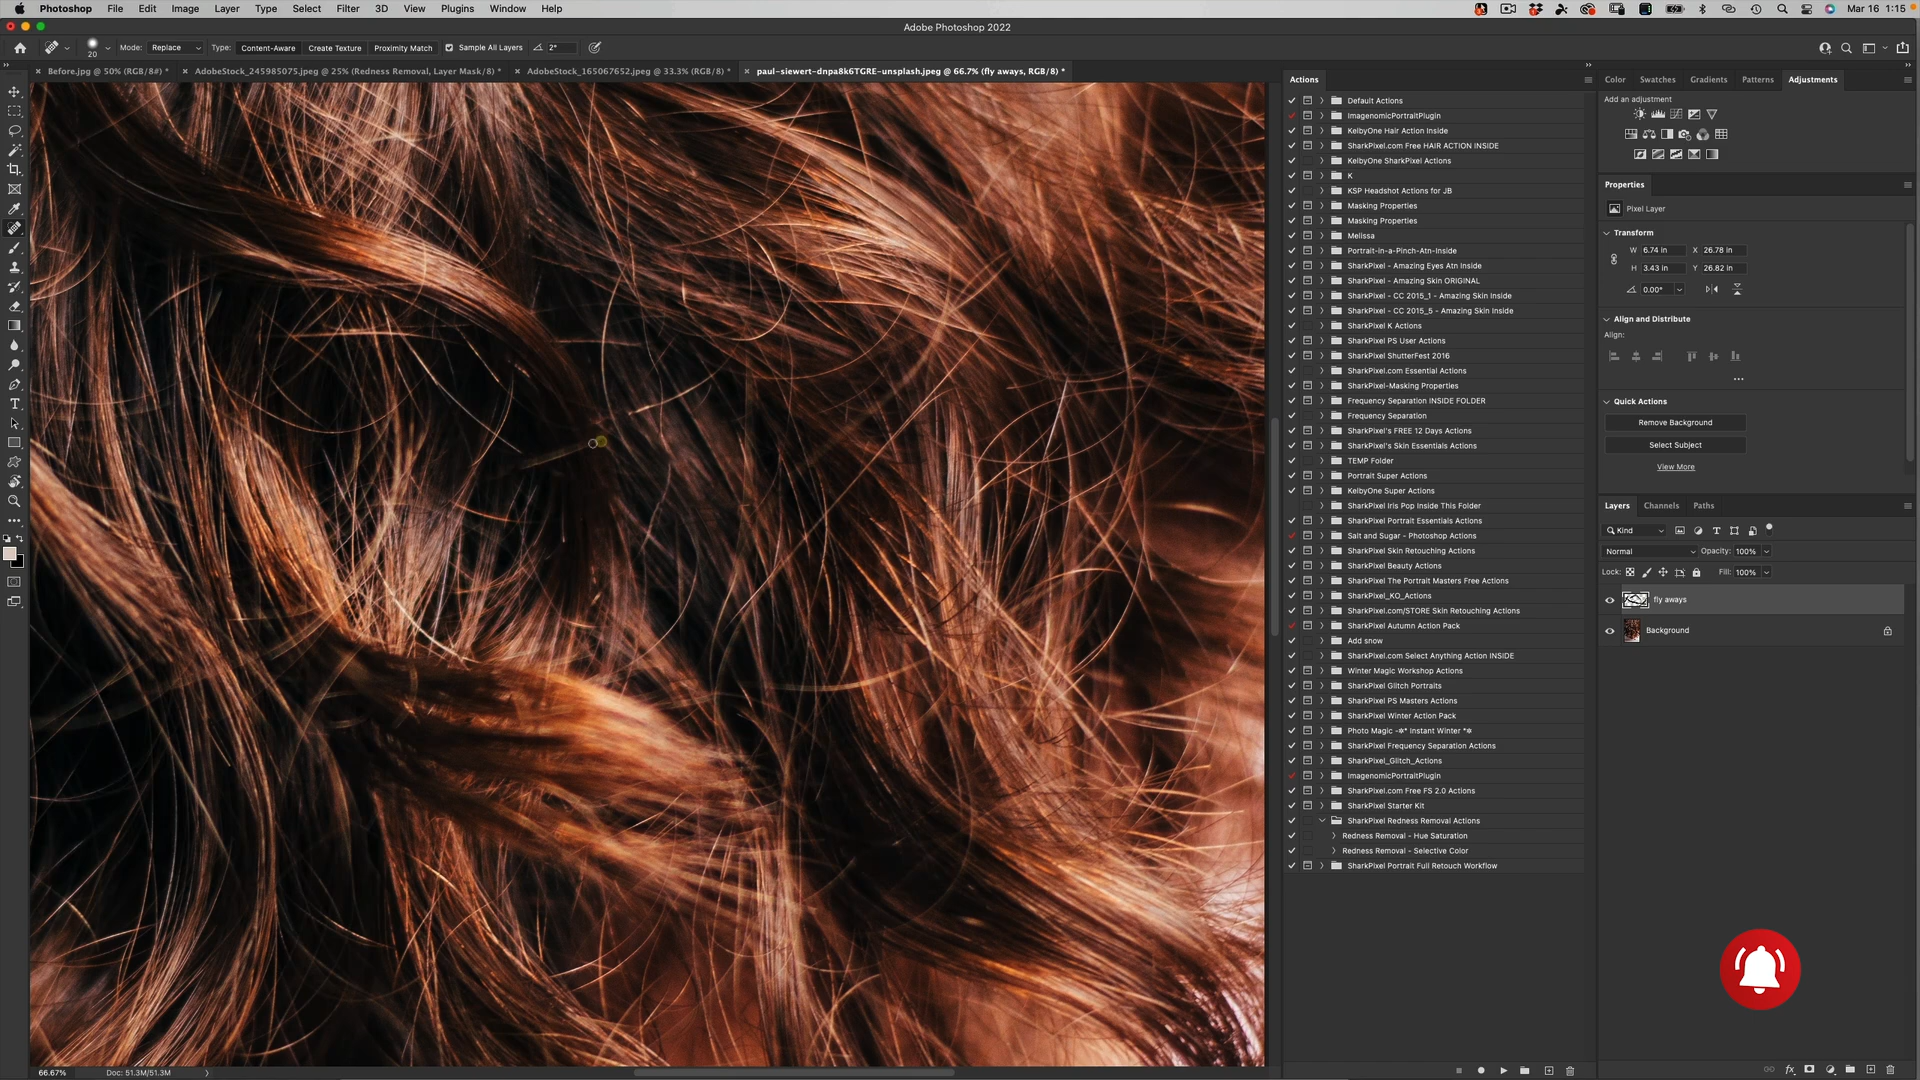 Photoshop File Edit Image Layer Type Select Filter 3D View Plugins Window Help Mar 16 1:15
Adobe Photoshop 2022
20 Mode: Replace Type: Content-Aware Create Texture Proximity Match Sample All Layers 2°
Before.jpg @ 50% (RGB/8#) * AdobeStock_245985075.jpeg @ 25% (Redness Removal, Layer Mask/8) * AdobeStock_165067652.jpeg @ 33.3% (RGB/8) * paul-siewert-dnpa8k6TGRE-unsplash.jpeg @ 66.7% (fly aways, RGB/8) *
Actions
Default Actions
ImagenomicPortraitPlugin
KelbyOne Hair Action Inside
SharkPixel.com Free HAIR ACTION INSIDE
KelbyOne SharkPixel Actions
K
KSP Headshot Actions for JB
Masking Properties
Masking Properties
Melissa
Portrait-in-a-Pinch-Atn-Inside
SharkPixel - Amazing Eyes Atn Inside
SharkPixel - Amazing Skin ORIGINAL
SharkPixel - CC 2015_1 - Amazing Skin Inside
SharkPixel - CC 2015_5 - Amazing Skin Inside
SharkPixel K Actions
SharkPixel PS User Actions
SharkPixel ShutterFest 2016
SharkPixel.com Essential Actions
SharkPixel-Masking Properties
Frequency Separation INSIDE FOLDER
Frequency Separation
SharkPixel's FREE 12 Days Actions
SharkPixel's Skin Essentials Actions
TEMP Folder
Portrait Super Actions
KelbyOne Super Actions
SharkPixel Iris Pop Inside This Folder
SharkPixel Portrait Essentials Actions
Salt and Sugar - Photoshop Actions
SharkPixel Skin Retouching Actions
SharkPixel Beauty Actions
SharkPixel The Portrait Masters Free Actions
SharkPixel_KO_Actions
SharkPixel.com/STORE Skin Retouching Actions
SharkPixel Autumn Action Pack
Add snow
SharkPixel.com Select Anything Action INSIDE
Winter Magic Workshop Actions
SharkPixel Glitch Portraits
SharkPixel PS Masters Actions
SharkPixel Winter Action Pack
Photo Magic -✲* Instant Winter *✲
SharkPixel Frequency Separation Actions
SharkPixel_Glitch_Actions
ImagenomicPortraitPlugin
SharkPixel.com Free FS 2.0 Actions
SharkPixel Starter Kit
SharkPixel Redness Removal Actions
Redness Removal - Hue Saturation
Redness Removal - Selective Color
SharkPixel Portrait Full Retouch Workflow
Color Swatches Gradients Patterns Adjustments
Add an adjustment
Properties
Pixel Layer
Transform
W 6.74 in X 26.78 in
H 3.43 in Y 26.82 in
0.00°
Align and Distribute
Align:
Quick Actions
Remove Background
Select Subject
View More
Layers Channels Paths
Kind
Normal Opacity: 100%
Lock: Fill: 100%
fly aways
Background
fx
66.67% Doc: 51.3M/51.3M